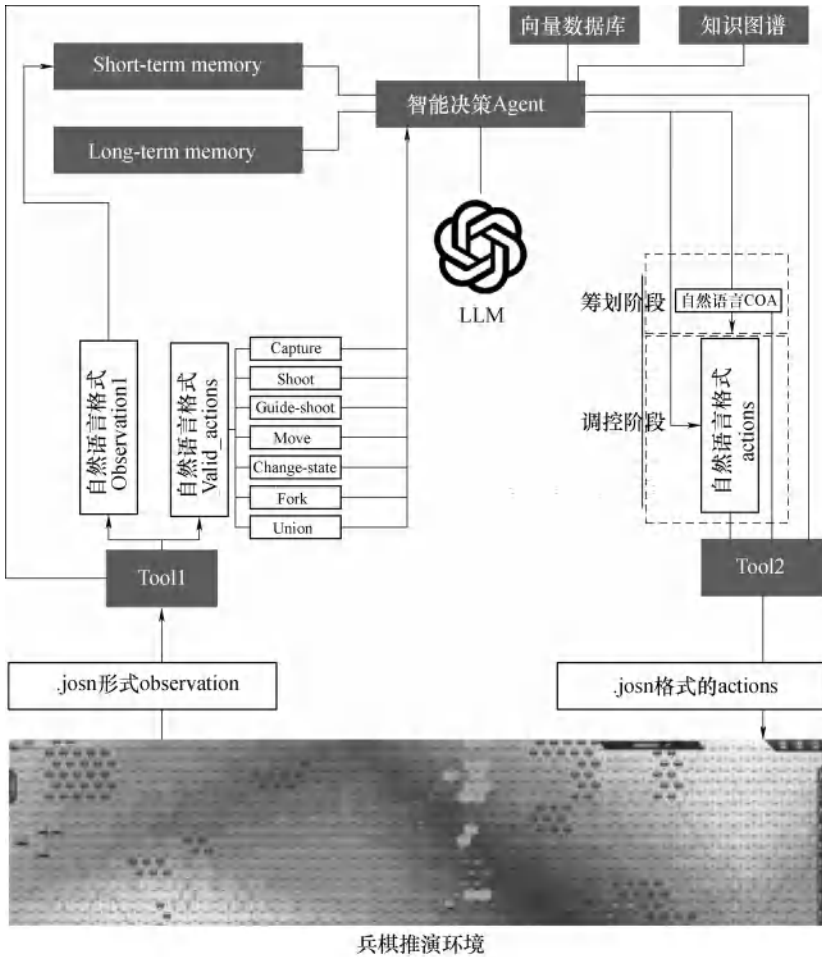 向量数据库
知识图谱
Short-term memory
智能决策Agent
Long-term memory
LLM
筹划阶段
自然语言COA
自然语言格式
Observation1
自然语言格式
Valid_actions
Capture
Shoot
Guide-shoot
Move
Change-state
Fork
Union
调控阶段
自然语言格式
actions
Tool1
Tool2
.josn形式observation
.josn格式的actions
兵棋推演环境